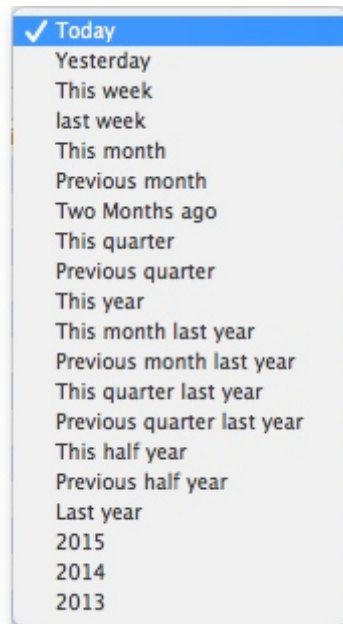 Today
Yesterday
This week
last week
This month
Previous month
Two Months ago
This quarter
Previous quarter
This year
This month last year
Previous month last year
This quarter last year
Previous quarter last year
This half year
Previous half year
Last year
2015
2014
2013